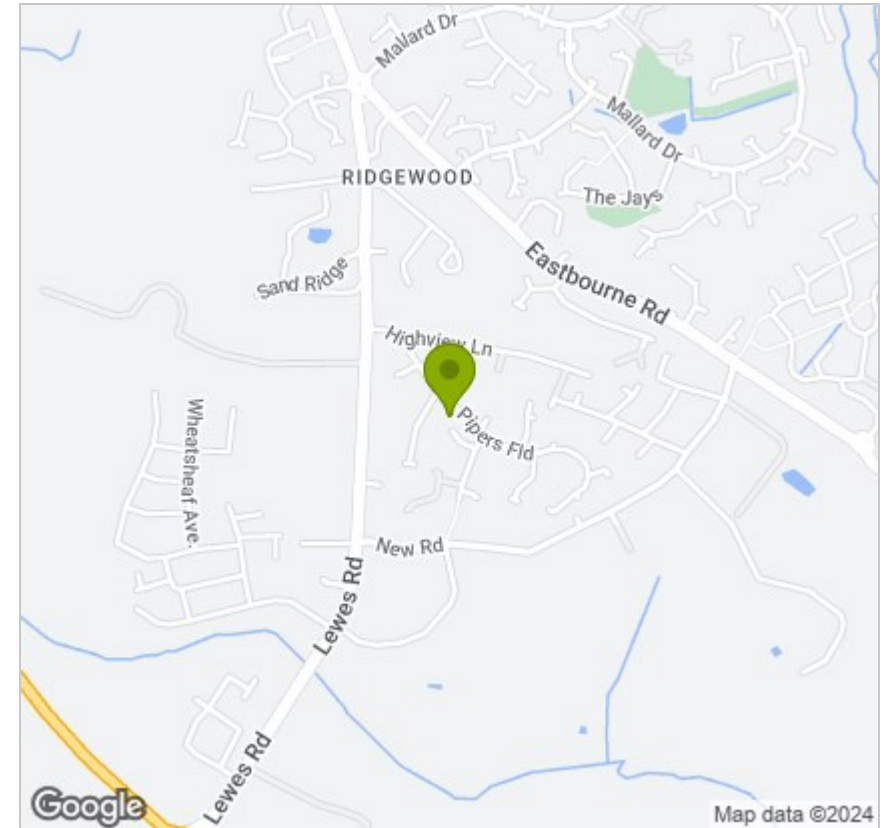 Mallard Dr
Mallard Dr
RIDGEWOOD
The Jays
Eastbourne Rd
Sand Ridge
Highview Ln
Pipers Fld
Wheatsheaf Ave.
New Rd
Lewes Rd
Lewes Rd
Google
Map data ©2024